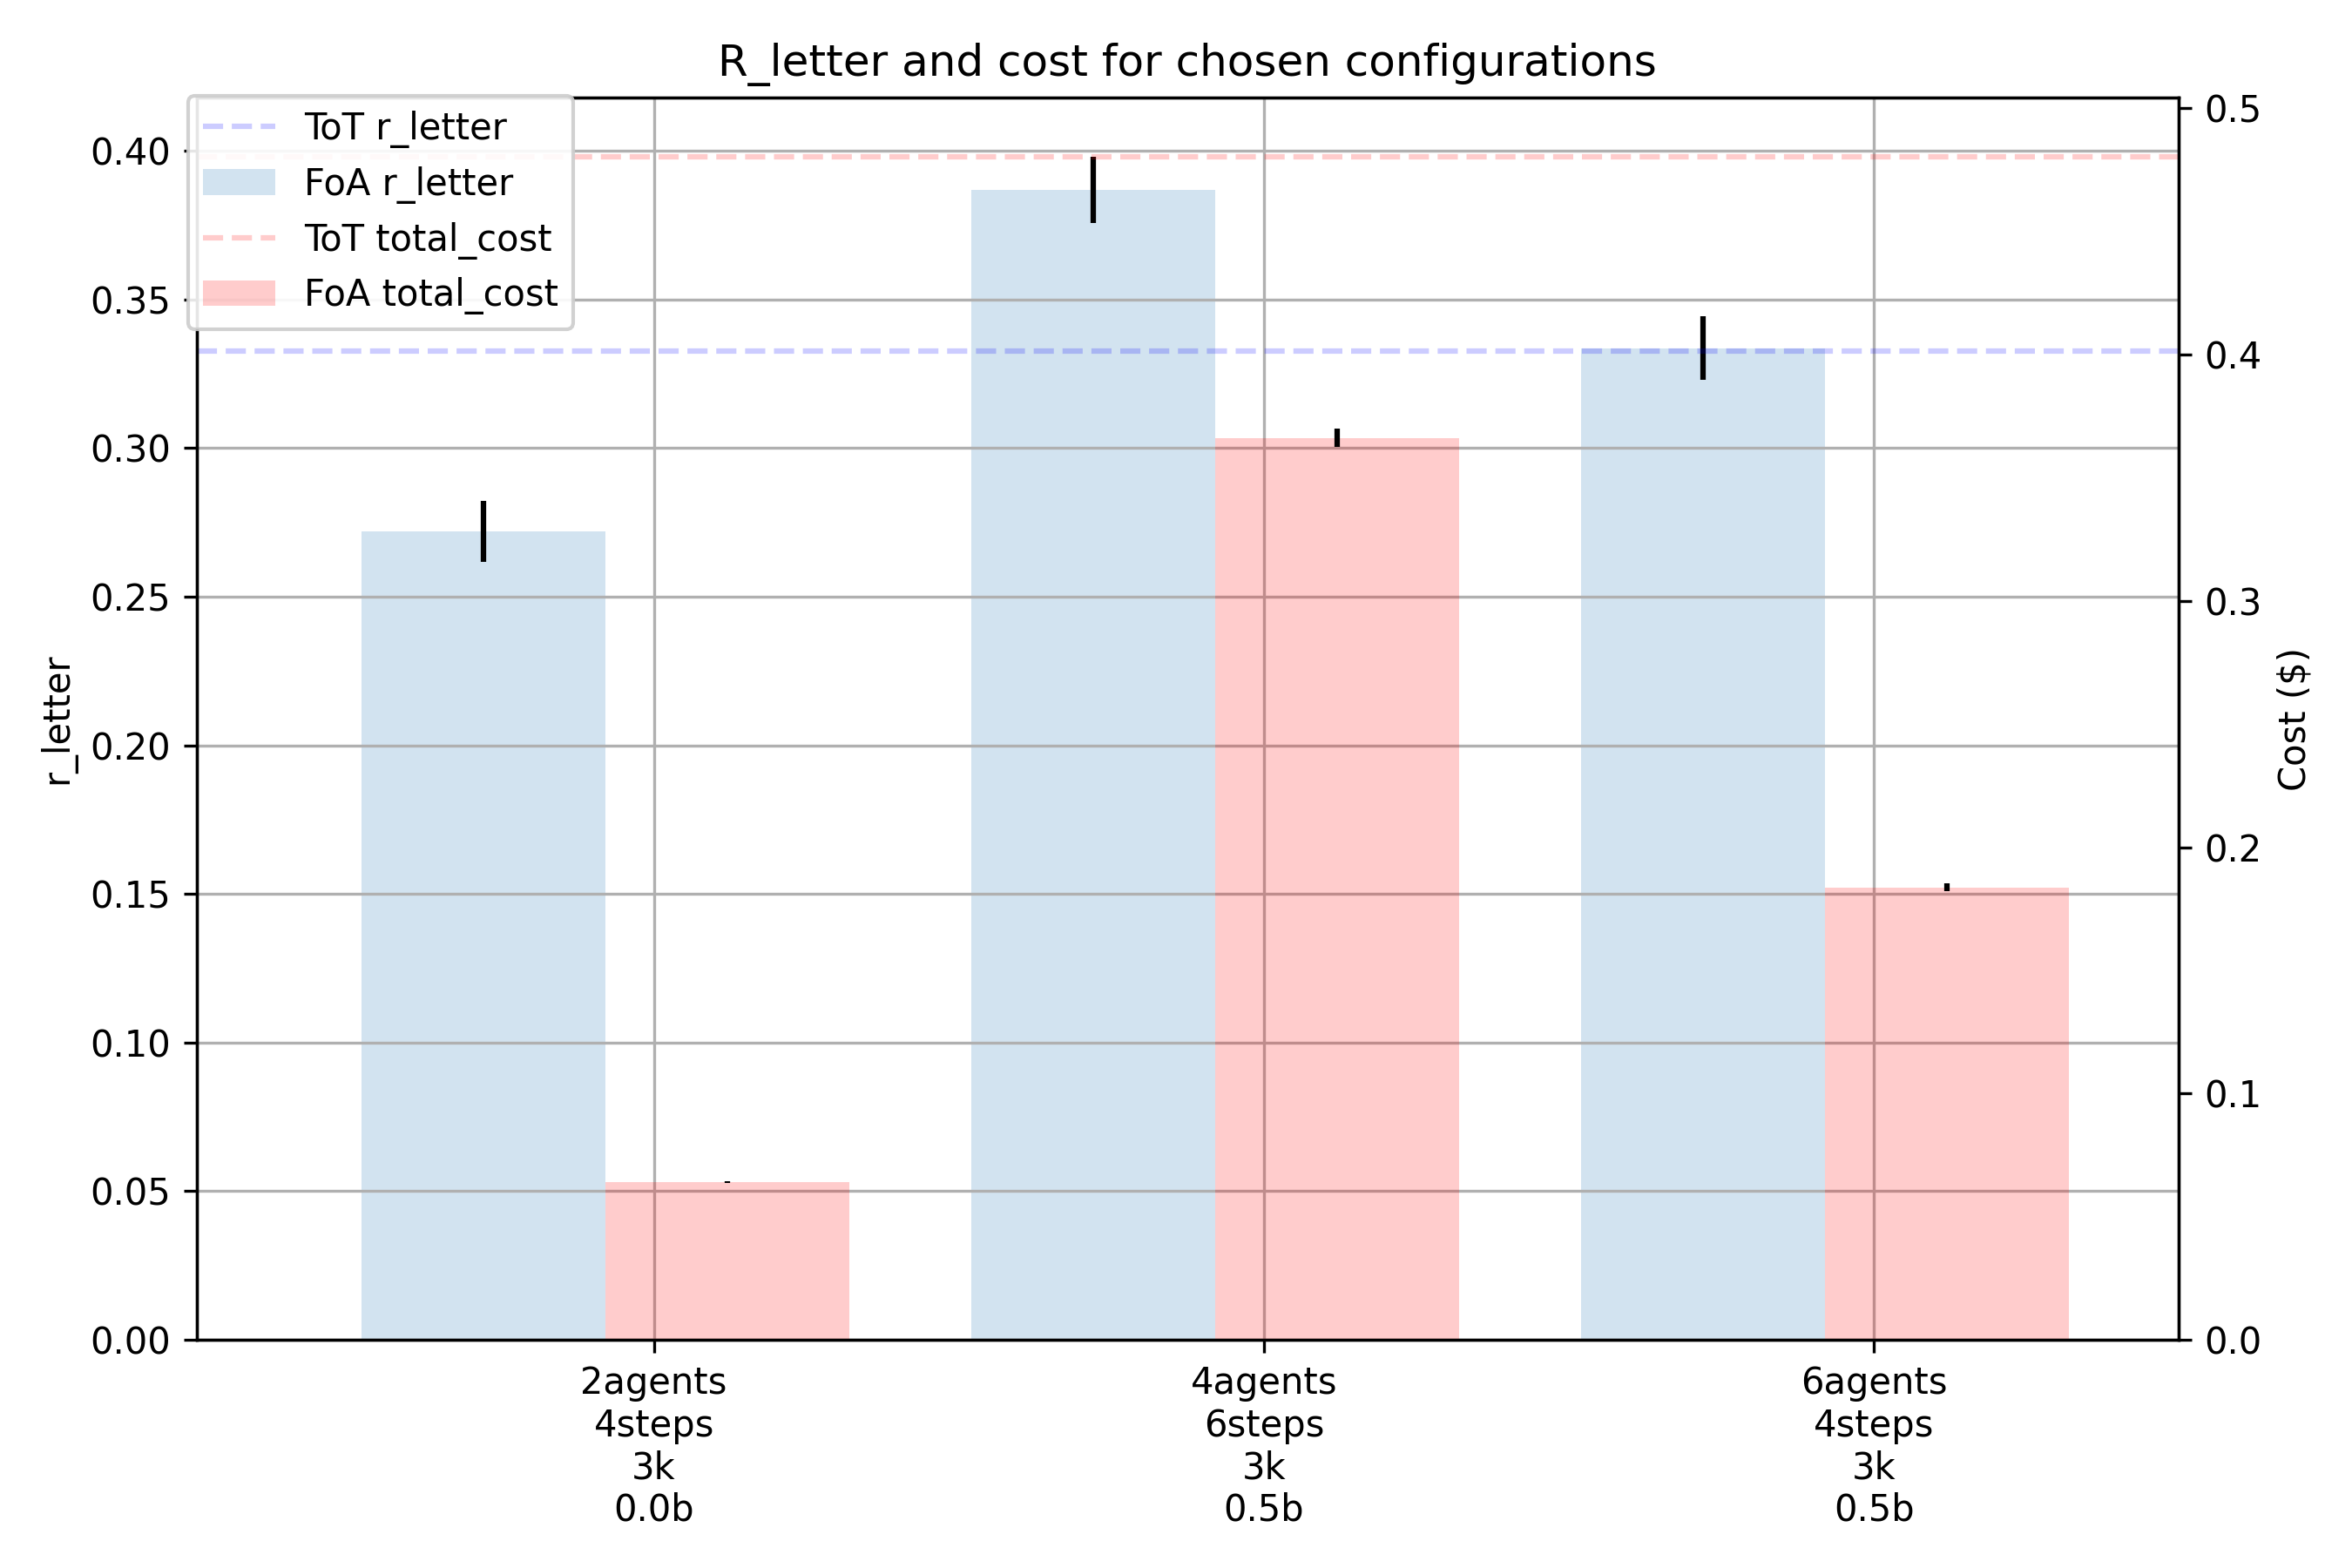 R_letter and cost for chosen configurations
ToT r_letter
FoA r_letter
ToT total_cost
FoA total_cost
0.40
0.35
0.30
0.25
0.20
0.15
0.10
0.05
0.00
r_letter
0.5
0.4
0.3
0.2
0.1
0.0
Cost ($)
2agents
4steps
3k
0.0b
4agents
6steps
3k
0.5b
6agents
4steps
3k
0.5b